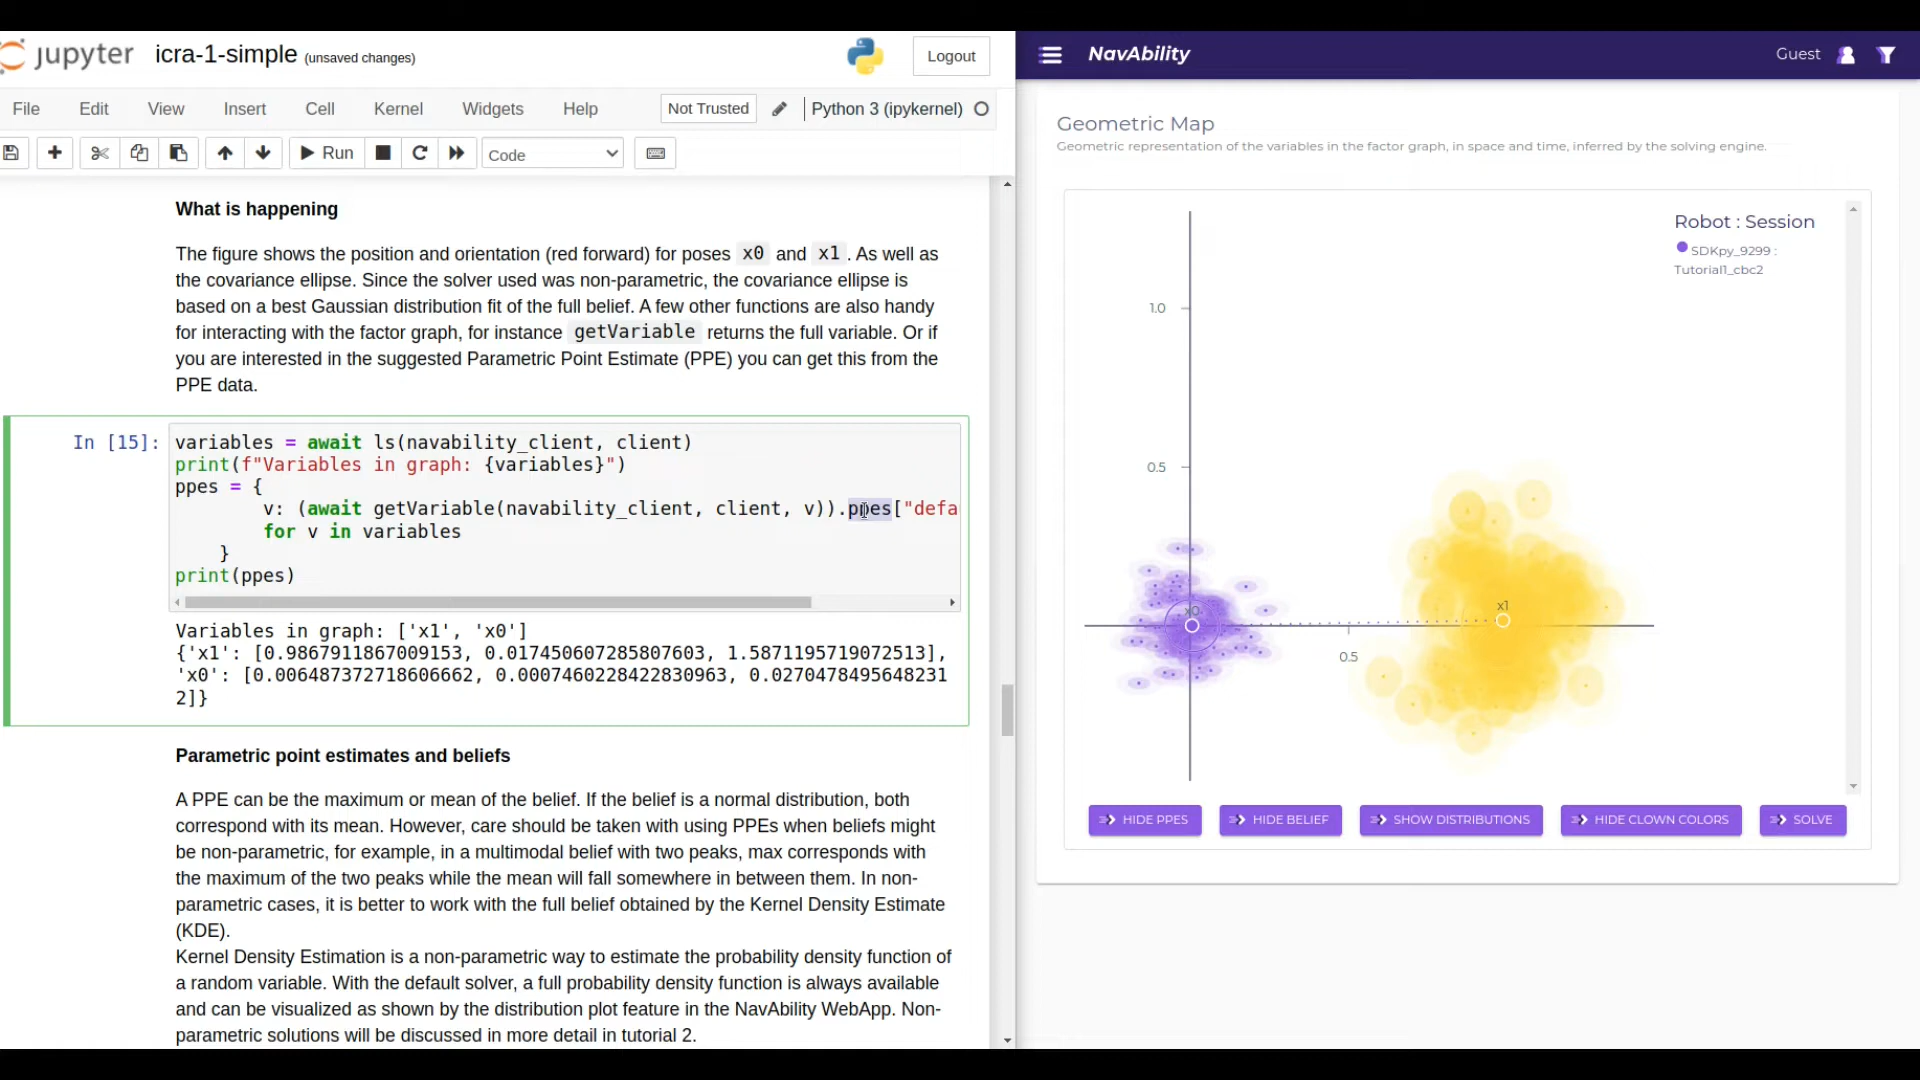 jupyter icra-1-simple (unsaved changes)
Logout
File Edit View Insert Cell Kernel Widgets Help
Not Trusted
Python 3 (ipykernel)
Run
Code
What is happening
The figure shows the position and orientation (red forward) for poses x0 and x1. As well as
the covariance ellipse. Since the solver used was non-parametric, the covariance ellipse is
based on a best Gaussian distribution fit of the full belief. A few other functions are also handy
for interacting with the factor graph, for instance getVariable returns the full variable. Or if
you are interested in the suggested Parametric Point Estimate (PPE) you can get this from the
PPE data.
In [15]:
variables = await ls(navability_client, client)
print(f"Variables in graph: {variables}")
ppes = {
v: (await getVariable(navability_client, client, v)).ppes["defa
for v in variables
}
print(ppes)
Variables in graph: ['x1', 'x0']
{'x1': [0.9867911867009153, 0.017450607285807603, 1.5871195719072513],
'x0': [0.006487372718606662, 0.0007460228422830963, 0.0270478495648231
2]}
Parametric point estimates and beliefs
A PPE can be the maximum or mean of the belief. If the belief is a normal distribution, both
correspond with its mean. However, care should be taken with using PPEs when beliefs might
be non-parametric, for example, in a multimodal belief with two peaks, max corresponds with
the maximum of the two peaks while the mean will fall somewhere in between them. In non-
parametric cases, it is better to work with the full belief obtained by the Kernel Density Estimate
(KDE).
Kernel Density Estimation is a non-parametric way to estimate the probability density function of
a random variable. With the default solver, a full probability density function is always available
and can be visualized as shown by the distribution plot feature in the NavAbility WebApp. Non-
parametric solutions will be discussed in more detail in tutorial 2.
NavAbility
Guest
Geometric Map
Geometric representation of the variables in the factor graph, in space and time, inferred by the solving engine.
Robot : Session
SDKpy_9299 :
Tutorial1_cbc2
1.0
0.5
x0
x1
0.5
HIDE PPES
HIDE BELIEF
SHOW DISTRIBUTIONS
HIDE CLOWN COLORS
SOLVE